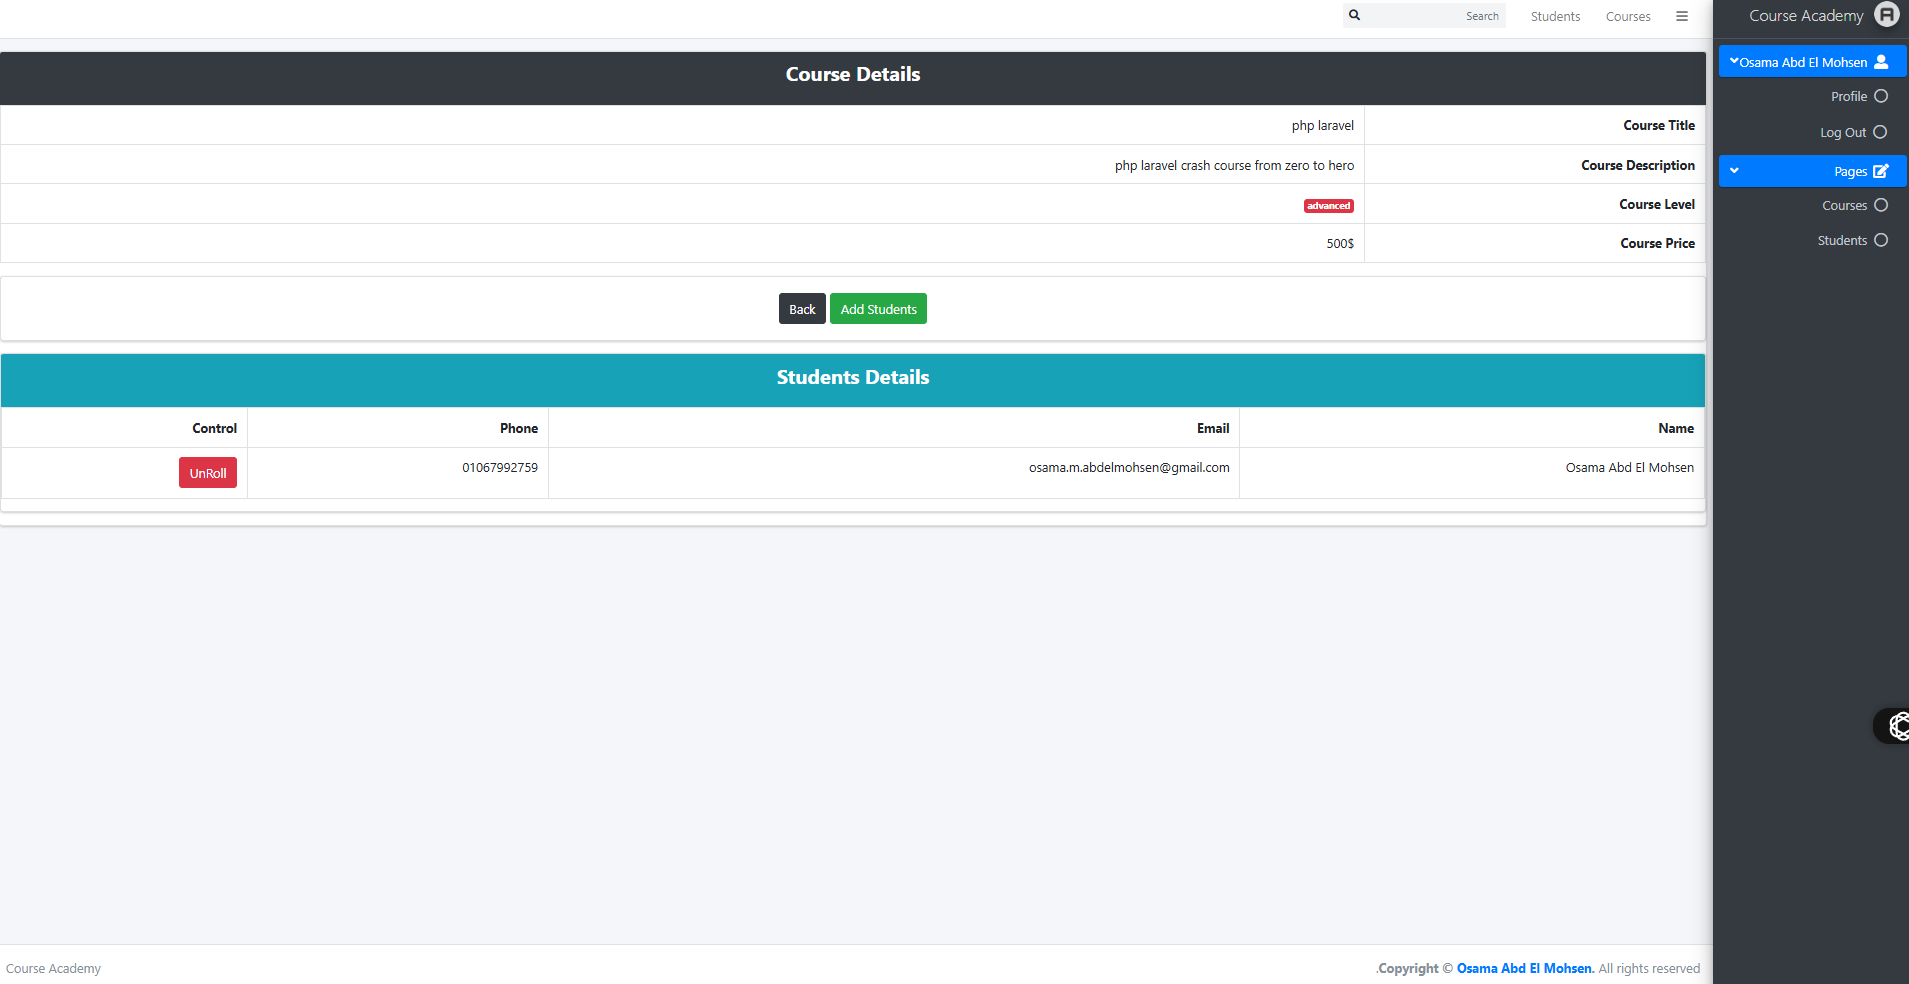 Search Students Courses
Course Academy
Osama Abd El Mohsen
Profile
Log Out
Pages
Courses
Students
Course Details
Course Title php laravel
Course Description php laravel crash course from zero to hero
Course Level advanced
Course Price 500$
Back Add Students
Students Details
Name Email Phone Control
Osama Abd El Mohsen osama.m.abdelmohsen@gmail.com 01067992759 UnRoll
.Copyright © Osama Abd El Mohsen. All rights reserved
Course Academy